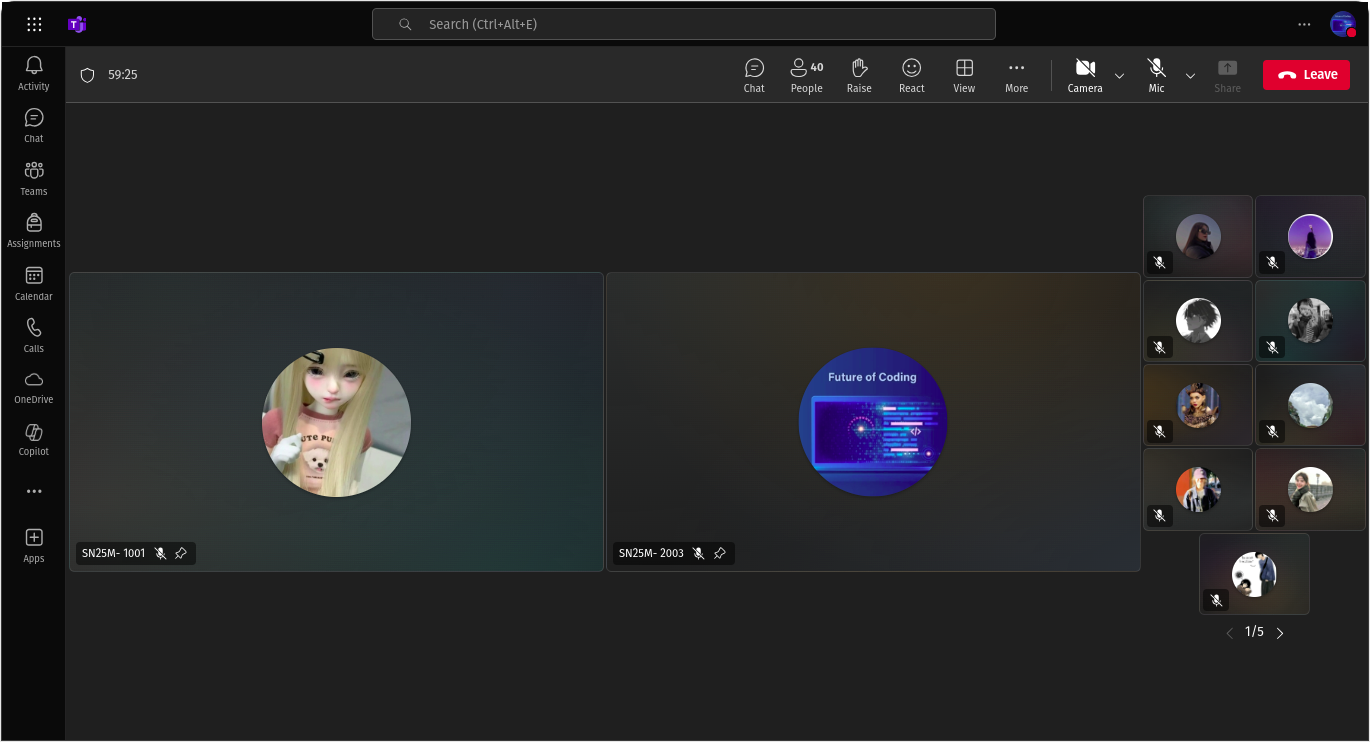 Search (Ctrl+Alt+E)
59:25
40
Chat
People
Raise
React
View
More
Camera
Mic
Share
Leave
Activity
Chat
Teams
Assignments
Calendar
Calls
OneDrive
Copilot
Apps
Future of Coding
</>
SN25M- 1001
SN25M- 2003
1/5